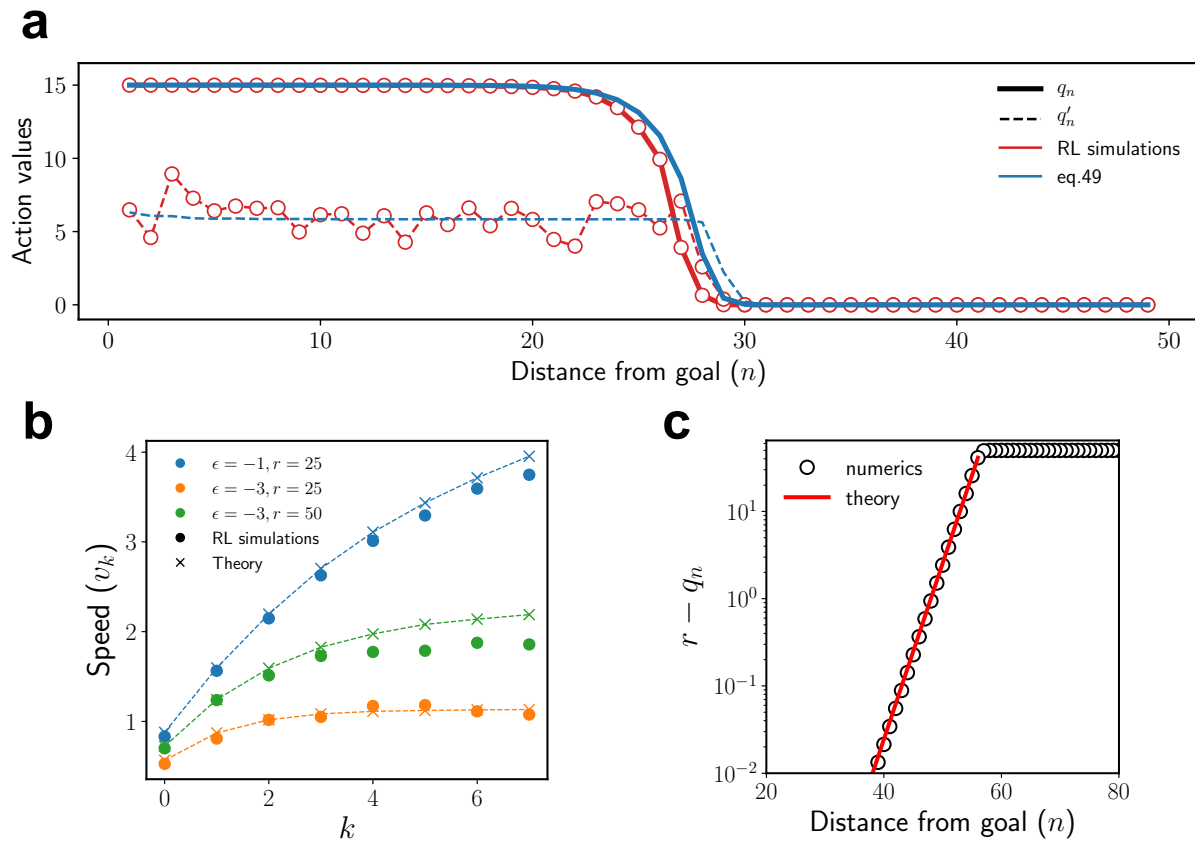 a
Action values
15
10
5
0
q_n
q'_n
RL simulations
eq.49
0 10 20 30 40 50
Distance from goal (n)
b
Speed (v_k)
4
3
2
1
ϵ = −1, r = 25
ϵ = −3, r = 25
ϵ = −3, r = 50
RL simulations
Theory
0 2 4 6
k
c
r − q_n
10^1
10^0
10^−1
10^−2
numerics
theory
20 40 60 80
Distance from goal (n)